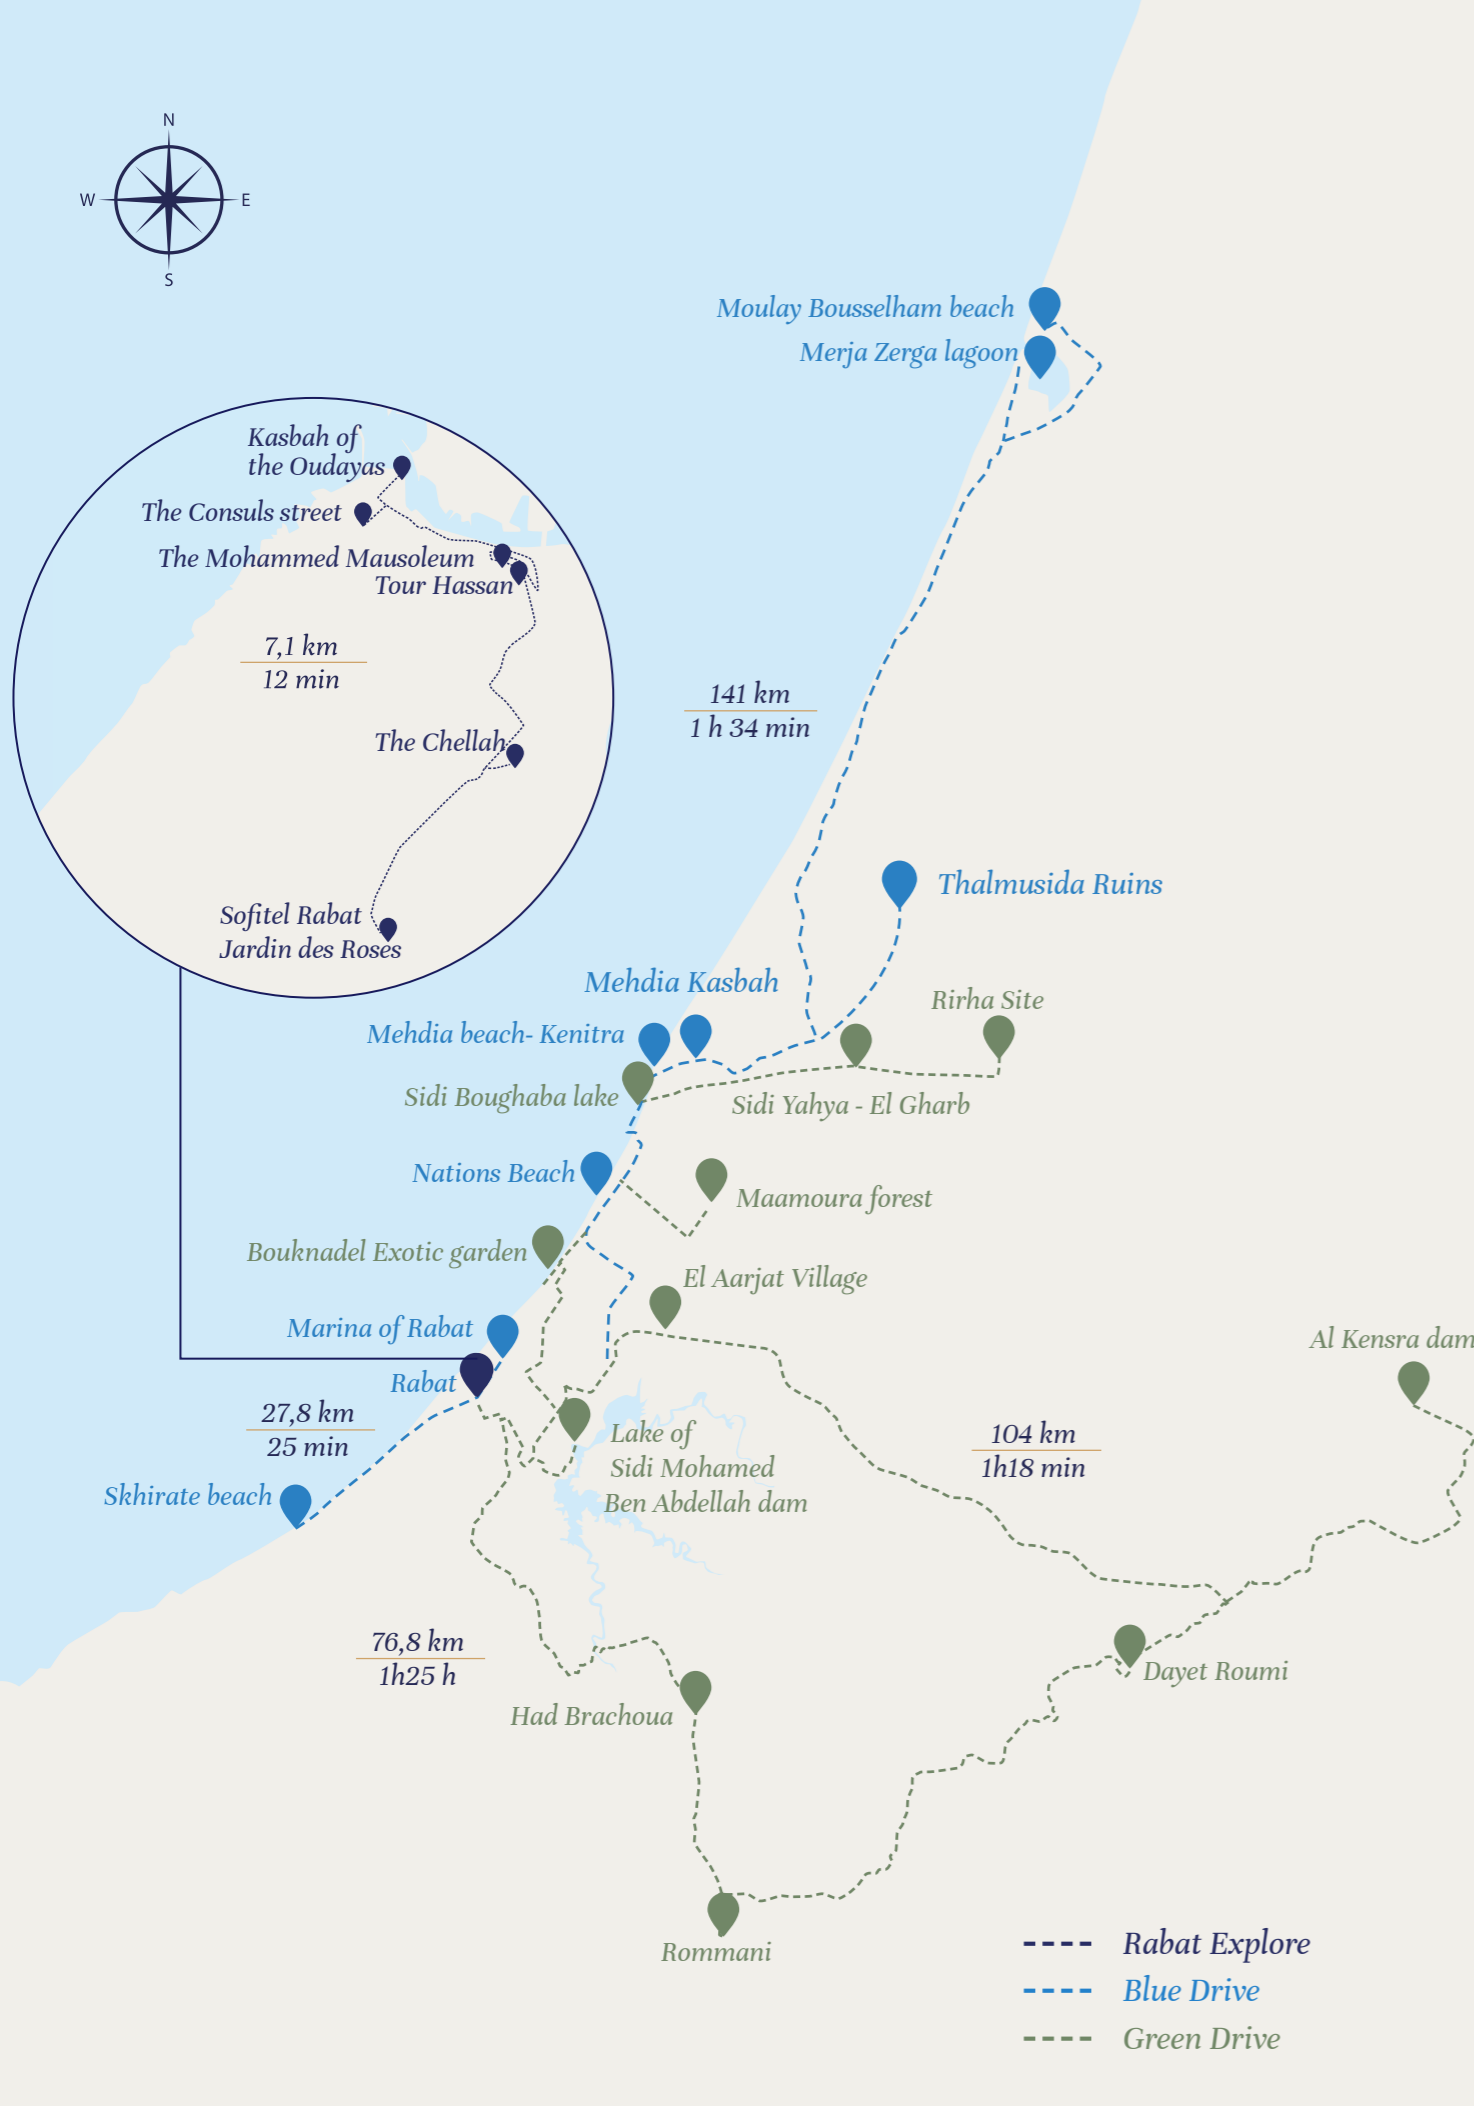 N
W
E
S
Moulay Bousselham beach
Merja Zerga lagoon
Kasbah of
the Oudayas
The Consuls street
The Mohammed Mausoleum
Tour Hassan
7,1 km
12 min
141 km
1 h 34 min
The Chellah
Thalmusida Ruins
Sofitel Rabat
Jardin des Roses
Mehdia Kasbah
Rirha Site
Mehdia beach- Kenitra
Sidi Boughaba lake
Sidi Yahya - El Gharb
Nations Beach
Maamoura forest
Bouknadel Exotic garden
El Aarjat Village
Marina of Rabat
Al Kensra dam
Rabat
27,8 km
25 min
Lake of
Sidi Mohamed
Ben Abdellah dam
104 km
1h18 min
Skhirate beach
76,8 km
1h25 h
Dayet Roumi
Had Brachoua
Rommani
Rabat Explore
Blue Drive
Green Drive